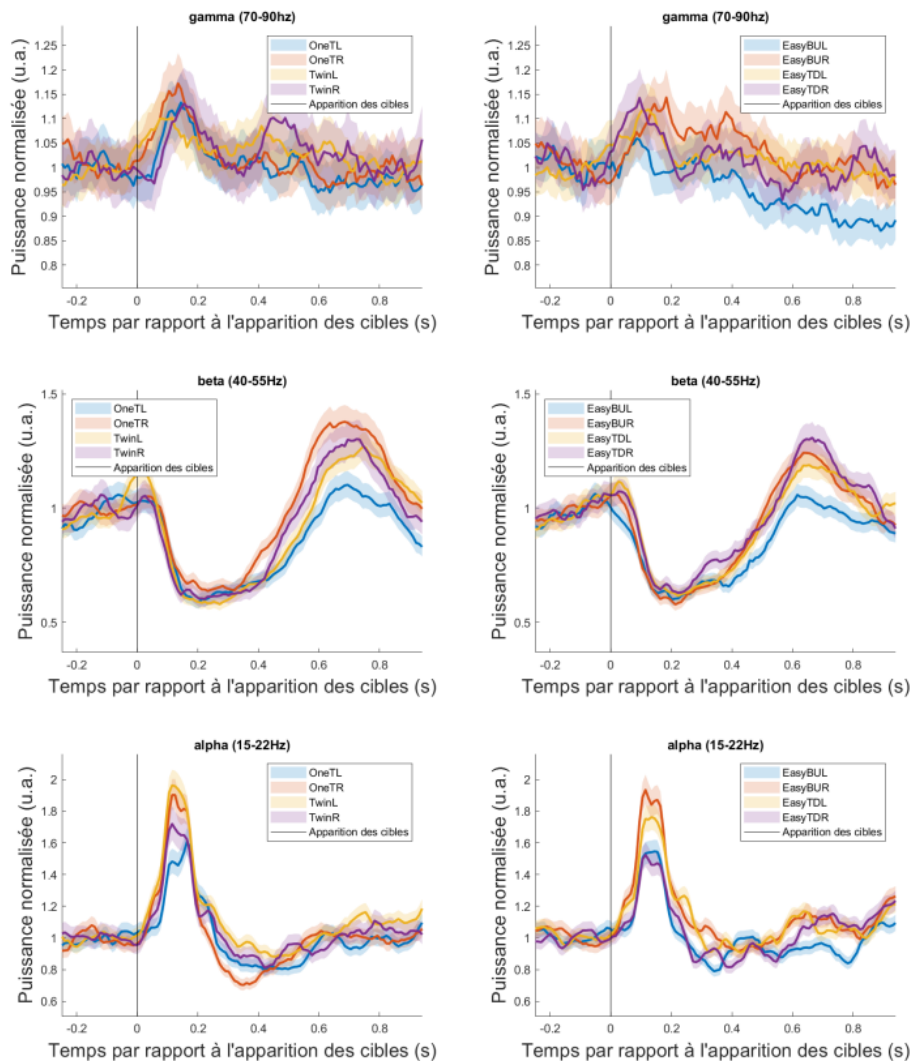 gamma (70-90hz)
Puissance normalisée (u.a.)
1.25
1.2
1.15
1.1
1.05
1
0.95
0.9
0.85
0.8
OneTL
OneTR
TwinL
TwinR
Apparition des cibles
-0.2 0 0.2 0.4 0.6 0.8
Temps par rapport à l'apparition des cibles (s)
gamma (70-90hz)
Puissance normalisée (u.a.)
1.25
1.2
1.15
1.1
1.05
1
0.95
0.9
0.85
0.8
EasyBUL
EasyBUR
EasyTDL
EasyTDR
Apparition des cibles
-0.2 0 0.2 0.4 0.6 0.8
Temps par rapport à l'apparition des cibles (s)
beta (40-55Hz)
Puissance normalisée (u.a.)
1.5
1
0.5
OneTL
OneTR
TwinL
TwinR
Apparition des cibles
-0.2 0 0.2 0.4 0.6 0.8
Temps par rapport à l'apparition des cibles (s)
beta (40-55Hz)
Puissance normalisée (u.a.)
1.5
1
0.5
EasyBUL
EasyBUR
EasyTDL
EasyTDR
Apparition des cibles
-0.2 0 0.2 0.4 0.6 0.8
Temps par rapport à l'apparition des cibles (s)
alpha (15-22Hz)
Puissance normalisée (u.a.)
2
1.8
1.6
1.4
1.2
1
0.8
0.6
OneTL
OneTR
TwinL
TwinR
Apparition des cibles
-0.2 0 0.2 0.4 0.6 0.8
Temps par rapport à l'apparition des cibles (s)
alpha (15-22Hz)
Puissance normalisée (u.a.)
2
1.8
1.6
1.4
1.2
1
0.8
0.6
EasyBUL
EasyBUR
EasyTDL
EasyTDR
Apparition des cibles
-0.2 0 0.2 0.4 0.6 0.8
Temps par rapport à l'apparition des cibles (s)